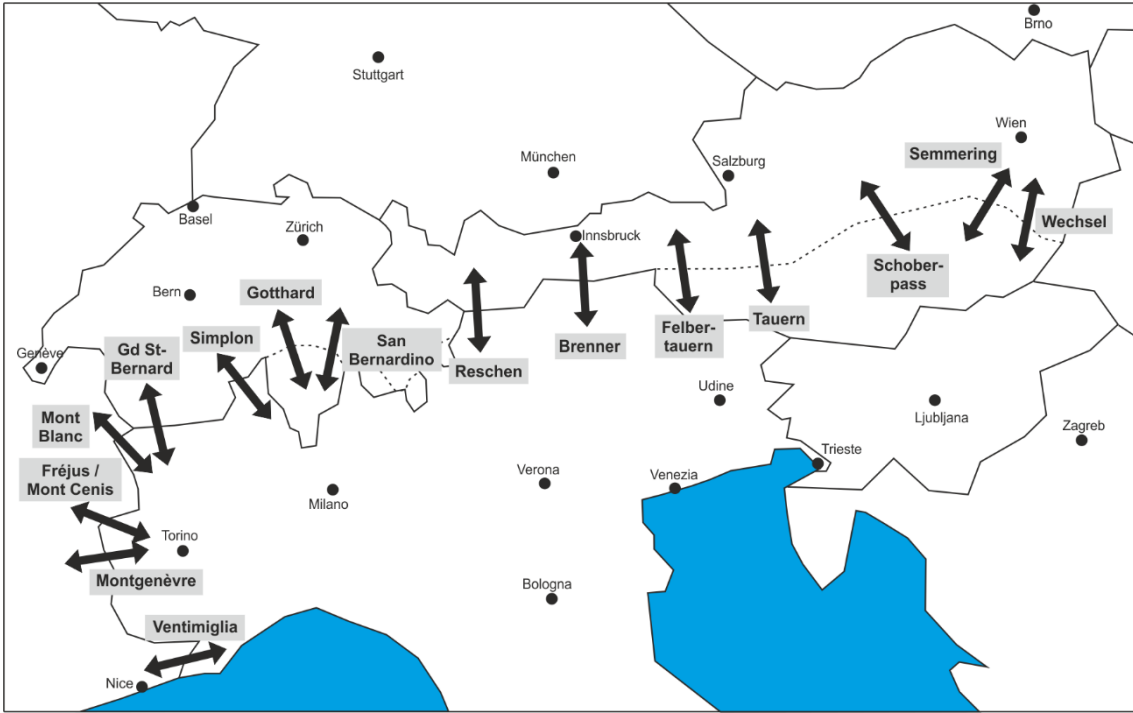 Brno
Stuttgart
Wien
Semmering
München
Salzburg
Basel
Zürich
Innsbruck
Wechsel
Schober-
pass
Bern
Gotthard
Simplon
San
Bernardino
Tauern
Felber-
tauern
Brenner
Reschen
Genève
Gd St-
Bernard
Udine
Ljubljana
Mont
Blanc
Zagreb
Trieste
Fréjus /
Mont Cenis
Verona
Venezia
Milano
Torino
Montgenèvre
Bologna
Ventimiglia
Nice